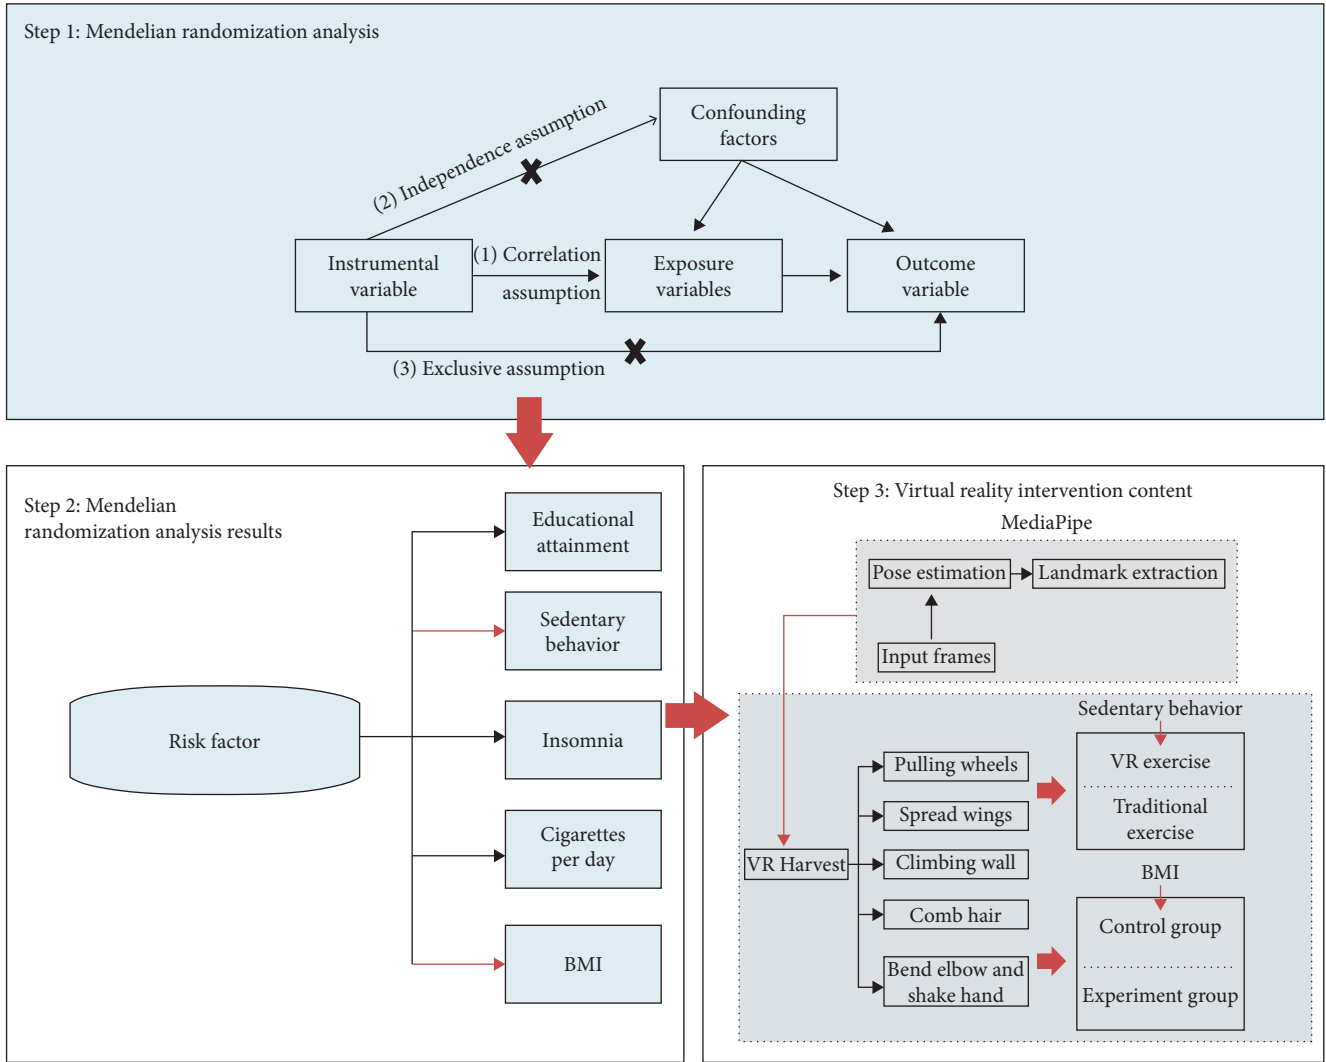 Step 1: Mendelian randomization analysis
Confounding
factors
(2) Independence assumption
Instrumental
variable
(1) Correlation
assumption
Exposure
variables
Outcome
variable
(3) Exclusive assumption
Step 2: Mendelian
randomization analysis results
Risk factor
Educational
attainment
Sedentary
behavior
Insomnia
Cigarettes
per day
BMI
Step 3: Virtual reality intervention content
MediaPipe
Pose estimation
Landmark extraction
Input frames
VR Harvest
Pulling wheels
Spread wings
Climbing wall
Comb hair
Bend elbow and
shake hand
Sedentary behavior
VR exercise
Traditional
exercise
BMI
Control group
Experiment group